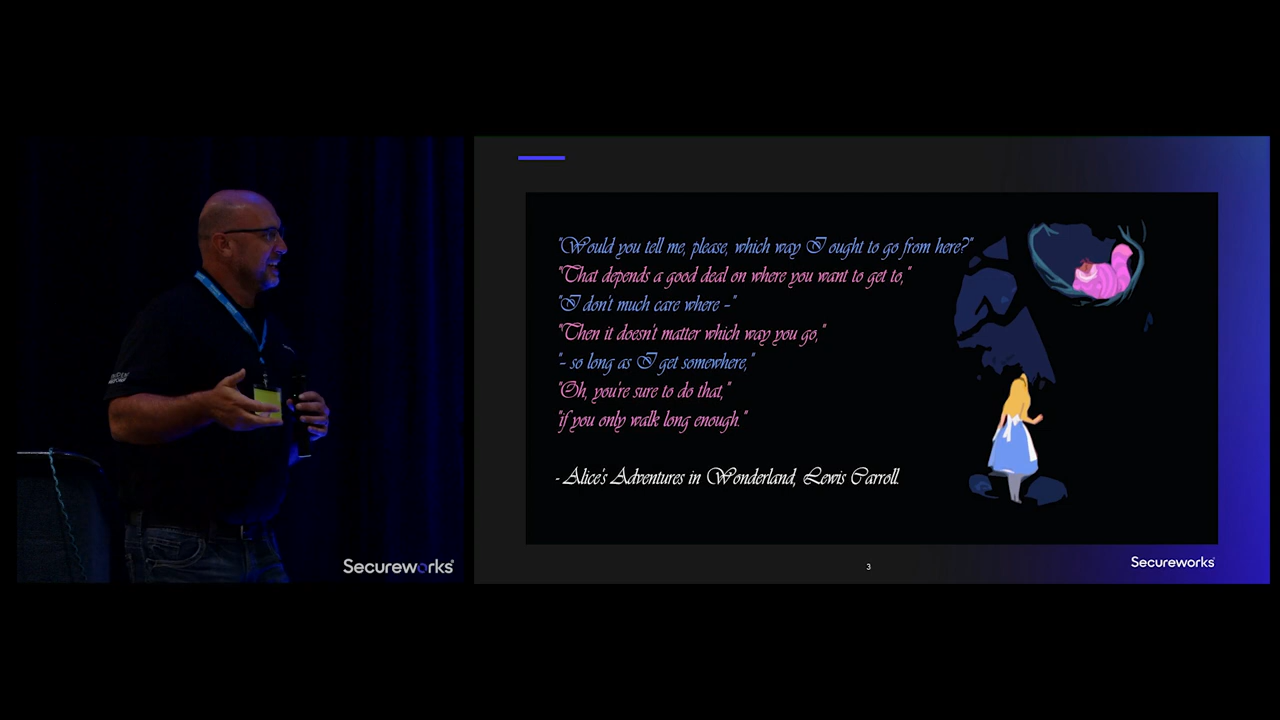 "Would you tell me, please, which way I ought to go from here?"
"That depends a good deal on where you want to get to,"
"I don't much care where –"
"Then it doesn't matter which way you go,"
"– so long as I get somewhere,"
"Oh, you're sure to do that,"
"if you only walk long enough."
- Alice's Adventures in Wonderland, Lewis Carroll.
Secureworks
3
Secureworks